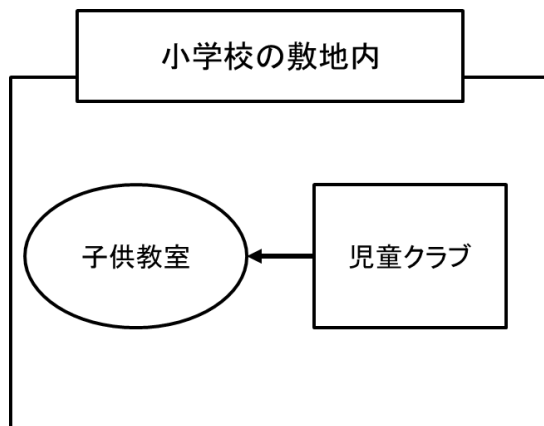 小学校の敷地内
子供教室
児童クラブ